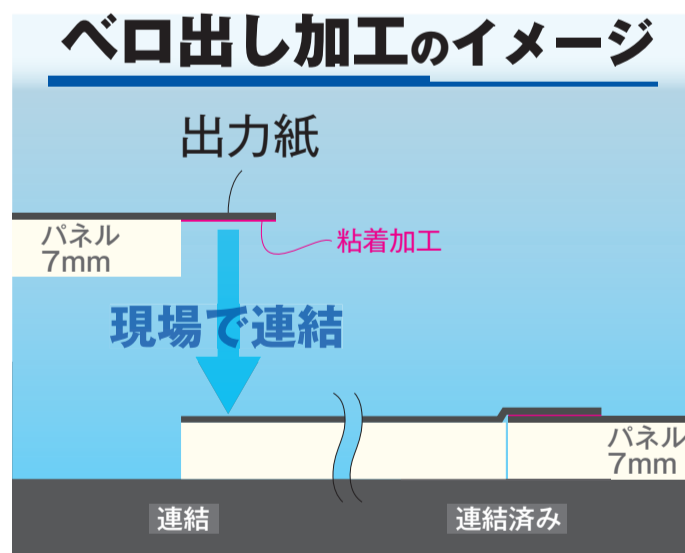 ベロ出し加工のイメージ
出力紙
パネル
7mm
粘着加工
現場で連結
パネル
7mm
連結
連結済み